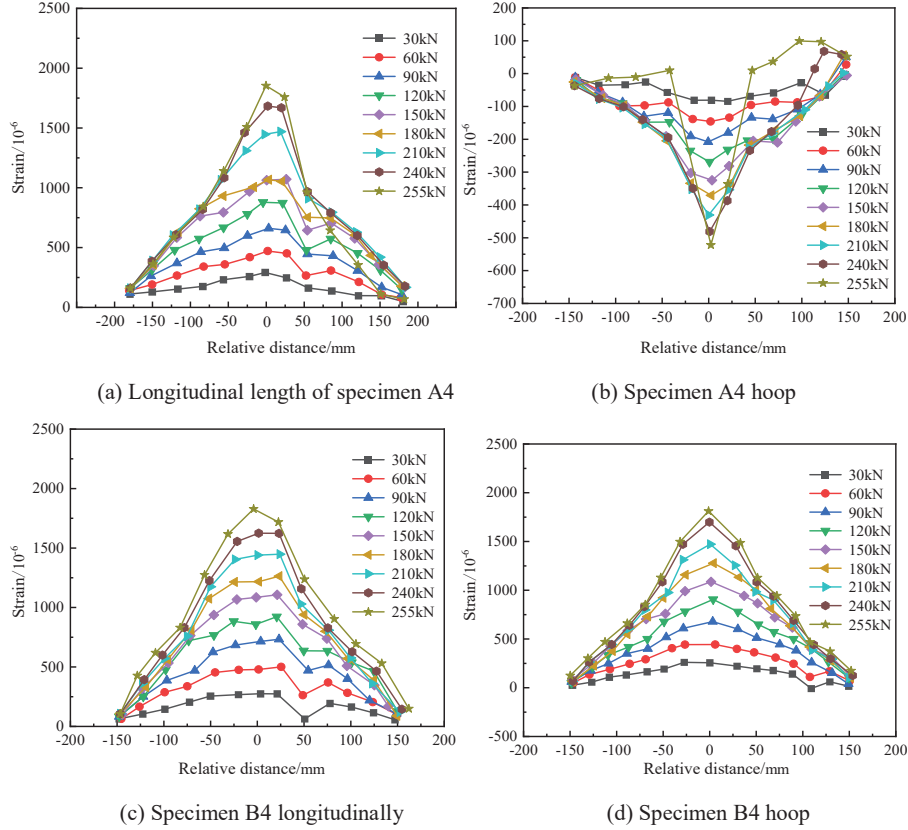 2500
2000
1500
1000
500
0
Strain/10-6
-200 -150 -100 -50 0 50 100 150 200
Relative distance/mm
30kN
60kN
90kN
120kN
150kN
180kN
210kN
240kN
255kN
(a) Longitudinal length of specimen A4
200
100
0
-100
-200
-300
-400
-500
-600
-700
Strain/10-6
-200 -150 -100 -50 0 50 100 150 200
Relative distance/mm
30kN
60kN
90kN
120kN
150kN
180kN
210kN
240kN
255kN
(b) Specimen A4 hoop
2500
2000
1500
1000
500
0
Strain/10-6
-200 -150 -100 -50 0 50 100 150 200
Relative distance/mm
30kN
60kN
90kN
120kN
150kN
180kN
210kN
240kN
255kN
(c) Specimen B4 longitudinally
2500
2000
1500
1000
500
0
Strain/10-6
-200 -150 -100 -50 0 50 100 150 200
Relative distance/mm
30kN
60kN
90kN
120kN
150kN
180kN
210kN
240kN
255kN
(d) Specimen B4 hoop